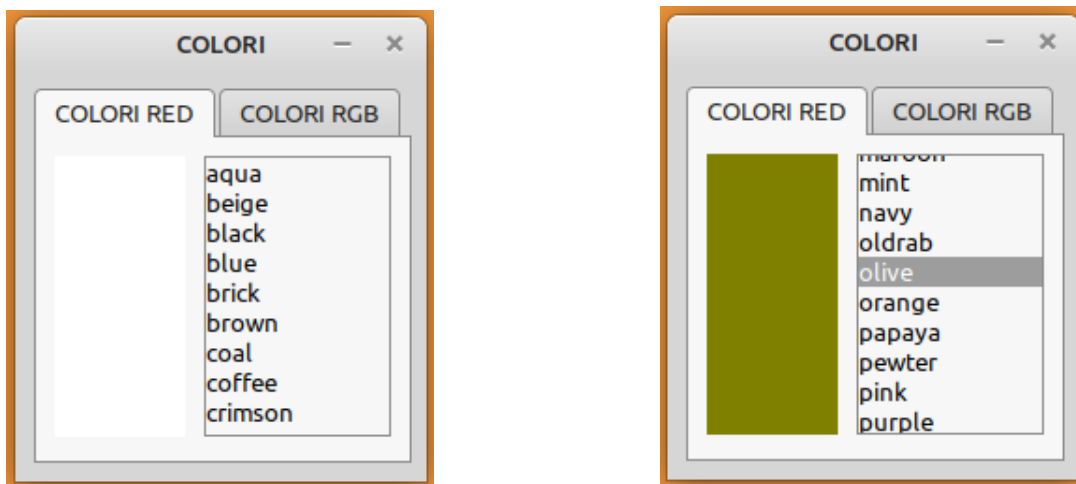 COLORI
COLORI RED COLORI RGB
aqua
beige
black
blue
brick
brown
coal
coffee
crimson
COLORI
COLORI RED COLORI RGB
maroon
mint
navy
oldrab
olive
orange
papaya
pewter
pink
purple